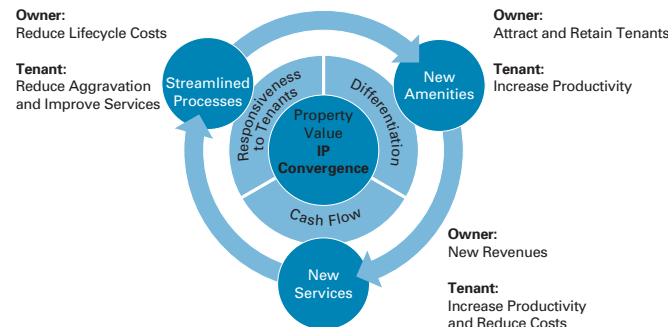 Owner:
Reduce Lifecycle Costs
Tenant:
Reduce Aggravation
and Improve Services
Streamlined
Processes
Owner:
Attract and Retain Tenants
Tenant:
Increase Productivity
New
Amenities
Responsiveness
to Tenants
Differentiation
Property
Value
IP
Convergence
Cash Flow
New
Services
Owner:
New Revenues
Tenant:
Increase Productivity
and Reduce Costs